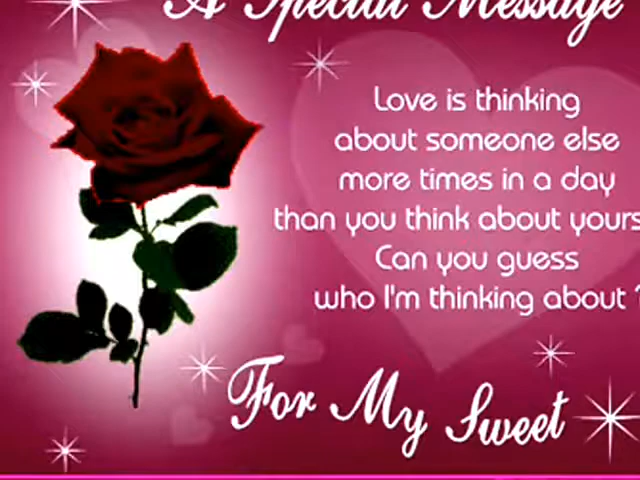 A Special Message
Love is thinking
about someone else
more times in a day
than you think about yours
Can you guess
who I'm thinking about ?
For My Sweet